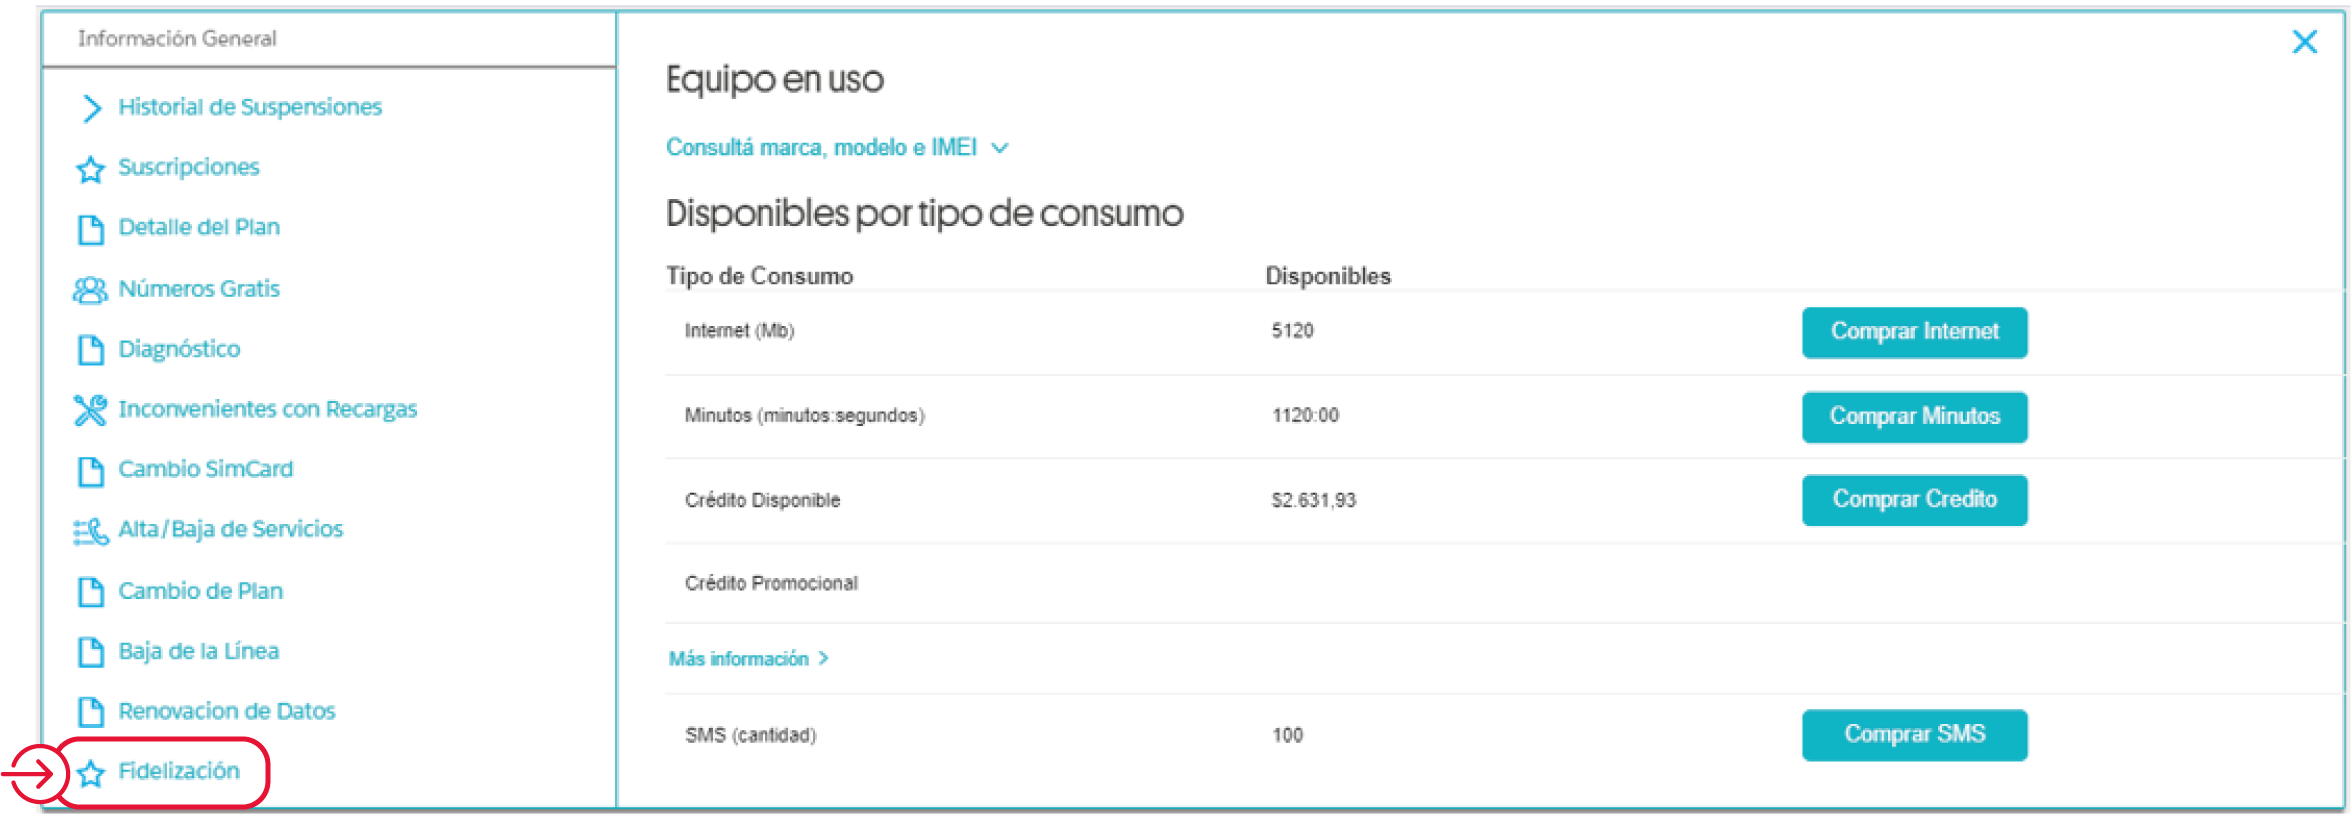 Información General
Historial de Suspensiones
Suscripciones
Detalle del Plan
Números Gratis
Diagnóstico
Inconvenientes con Recargas
Cambio SimCard
Alta/Baja de Servicios
Cambio de Plan
Baja de la Línea
Renovacion de Datos
Fidelización
Equipo en uso
Consultá marca, modelo e IMEI
Disponibles por tipo de consumo
Tipo de Consumo Disponibles
Internet (Mb) 5120 Comprar Internet
Minutos (minutos:segundos) 1120:00 Comprar Minutos
Crédito Disponible $2.631,93 Comprar Credito
Crédito Promocional
Más información
SMS (cantidad) 100 Comprar SMS